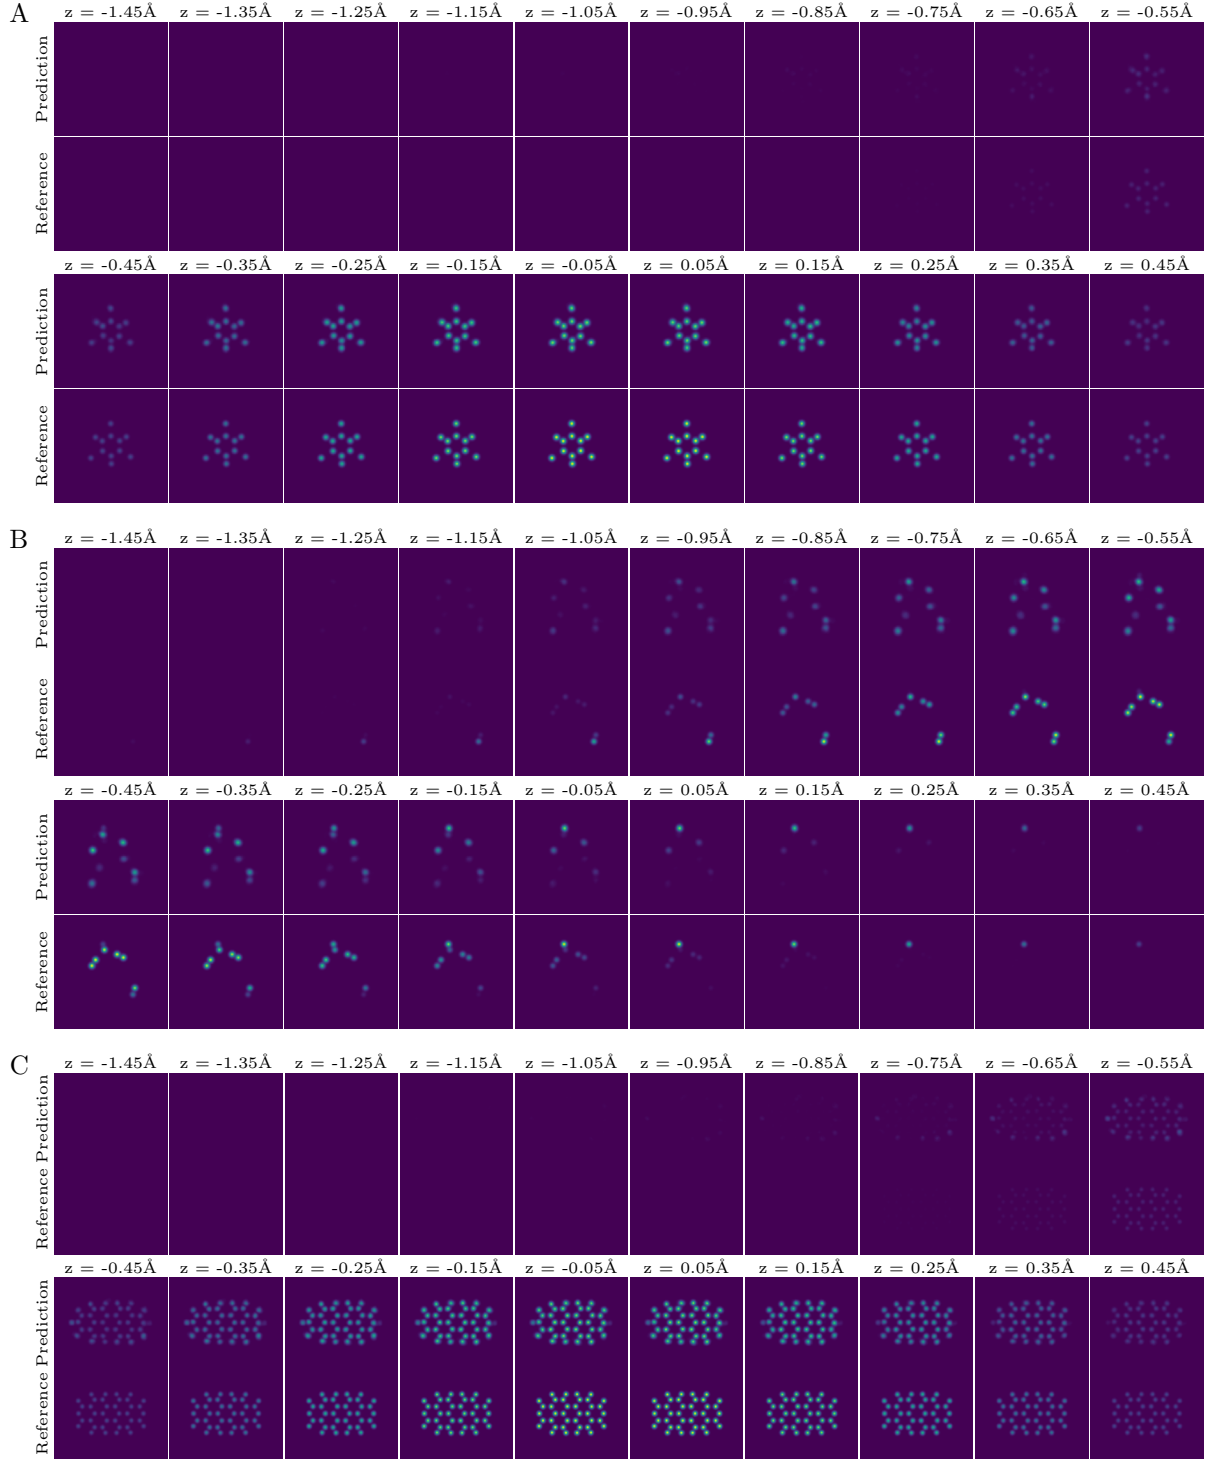 A
z = -1.45Å z = -1.35Å z = -1.25Å z = -1.15Å z = -1.05Å z = -0.95Å z = -0.85Å z = -0.75Å z = -0.65Å z = -0.55Å
Prediction
Reference
z = -0.45Å z = -0.35Å z = -0.25Å z = -0.15Å z = -0.05Å z = 0.05Å z = 0.15Å z = 0.25Å z = 0.35Å z = 0.45Å
Prediction
Reference
B
z = -1.45Å z = -1.35Å z = -1.25Å z = -1.15Å z = -1.05Å z = -0.95Å z = -0.85Å z = -0.75Å z = -0.65Å z = -0.55Å
Prediction
Reference
z = -0.45Å z = -0.35Å z = -0.25Å z = -0.15Å z = -0.05Å z = 0.05Å z = 0.15Å z = 0.25Å z = 0.35Å z = 0.45Å
Prediction
Reference
C
z = -1.45Å z = -1.35Å z = -1.25Å z = -1.15Å z = -1.05Å z = -0.95Å z = -0.85Å z = -0.75Å z = -0.65Å z = -0.55Å
Prediction
Reference
z = -0.45Å z = -0.35Å z = -0.25Å z = -0.15Å z = -0.05Å z = 0.05Å z = 0.15Å z = 0.25Å z = 0.35Å z = 0.45Å
Prediction
Reference